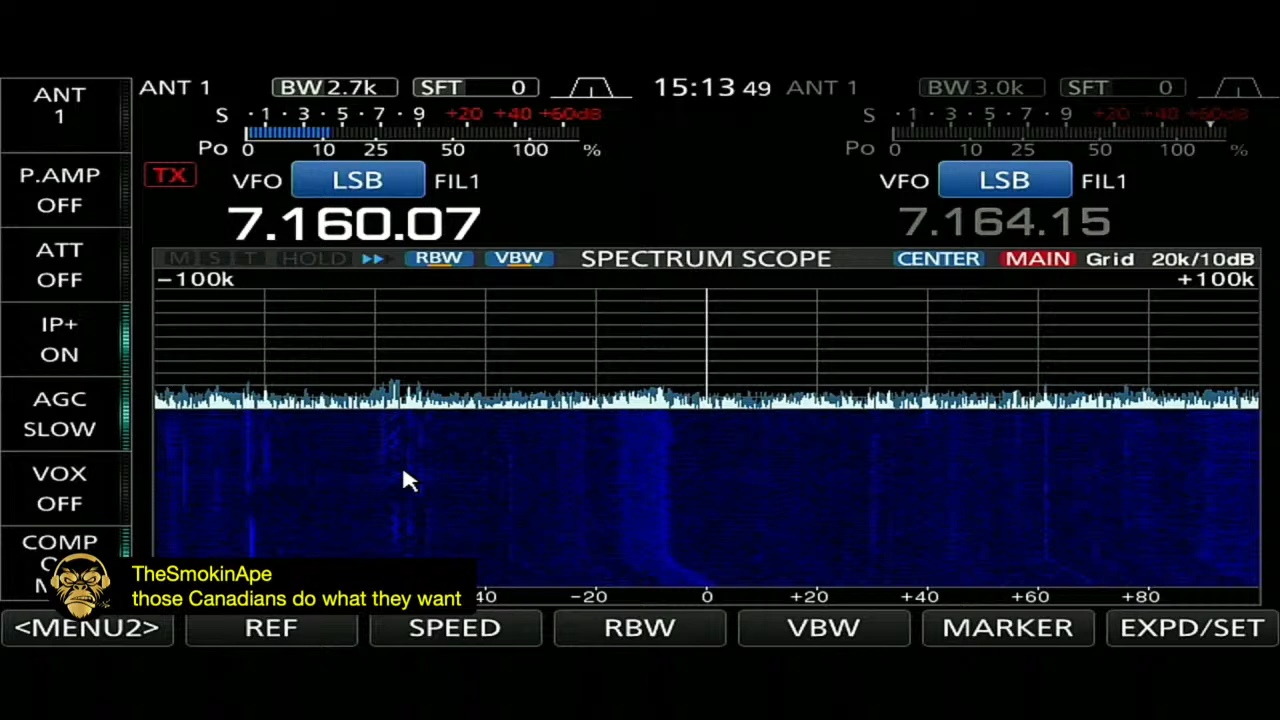 ANT 1 BW 2.7k SFT 0 15:13 49 ANT 1 BW 3.0k SFT 0
ANT
1
S 1 3 5 7 9 +20 +40 +60dB S 1 3 5 7 9 +20 +40 +60dB
Po 0 10 25 50 100 % Po 0 10 25 50 100 %
P.AMP
OFF
TX VFO LSB FIL1 VFO LSB FIL1
7.160.07 7.164.15
ATT
OFF
M S T HOLD RBW VBW SPECTRUM SCOPE CENTER MAIN Grid 20k/10dB
−100k +100k
IP+
ON
AGC
SLOW
VOX
OFF
COMP
TheSmokinApe
those Canadians do what they want
40 −20 0 +20 +40 +60 +80
<MENU2> REF SPEED RBW VBW MARKER EXPD/SET